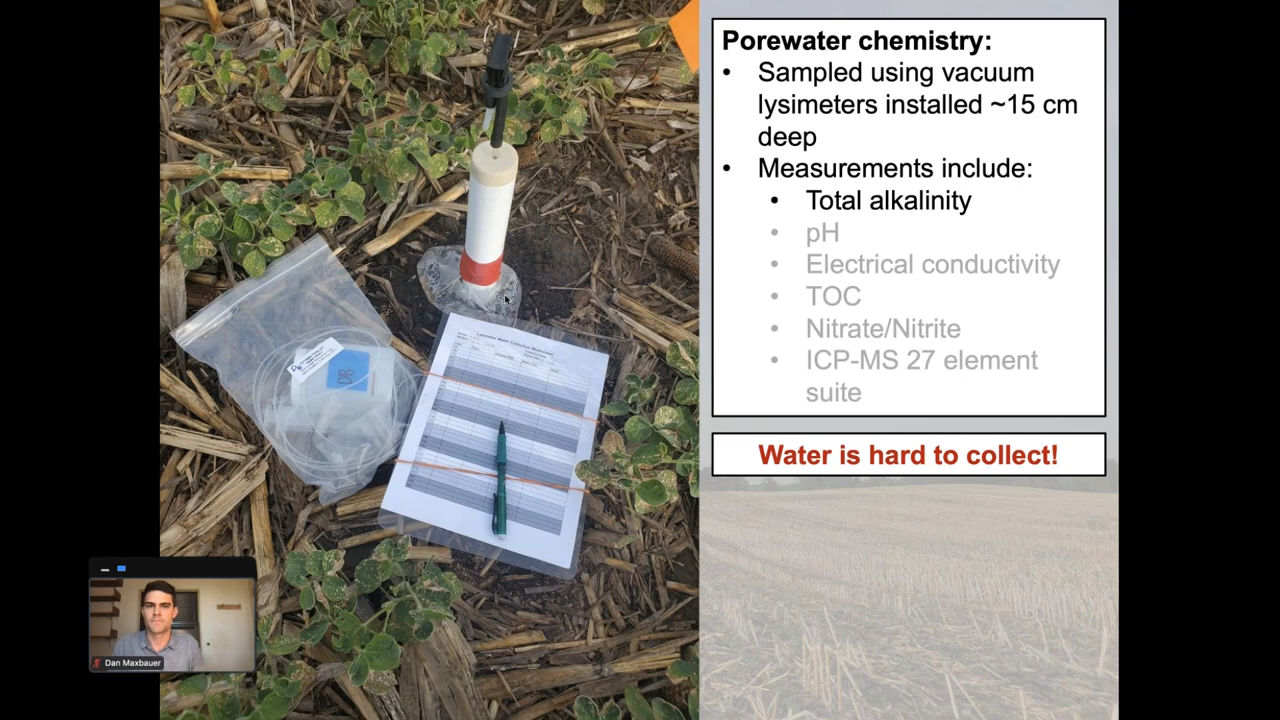 Porewater chemistry:
• Sampled using vacuum
lysimeters installed ~15 cm
deep
• Measurements include:
• Total alkalinity
• pH
• Electrical conductivity
• TOC
• Nitrate/Nitrite
• ICP-MS 27 element
suite
Water is hard to collect!
DB
Dan Maxbauer